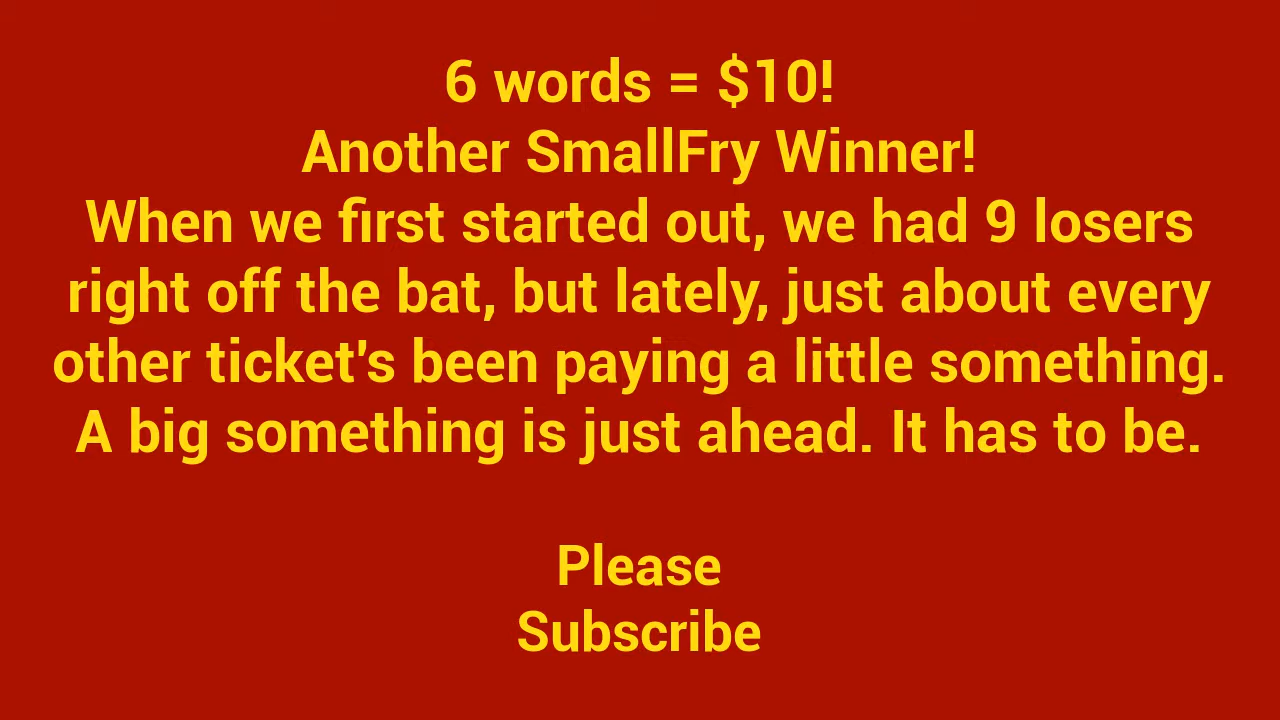 6 words = $10!
Another SmallFry Winner!
When we first started out, we had 9 losers
right off the bat, but lately, just about every
other ticket's been paying a little something.
A big something is just ahead. It has to be.
Please
Subscribe